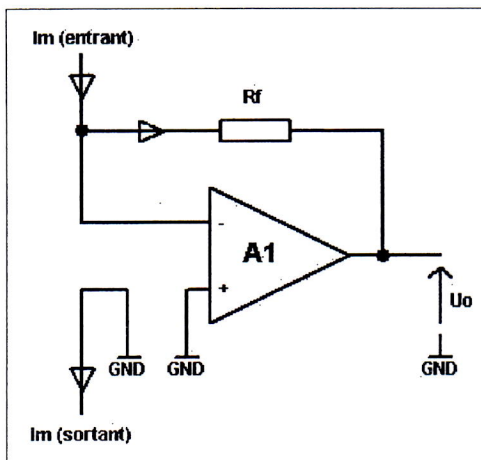 Im (entrant)
Rf
-
A1
+
Uo
GND
GND
GND
Im (sortant)